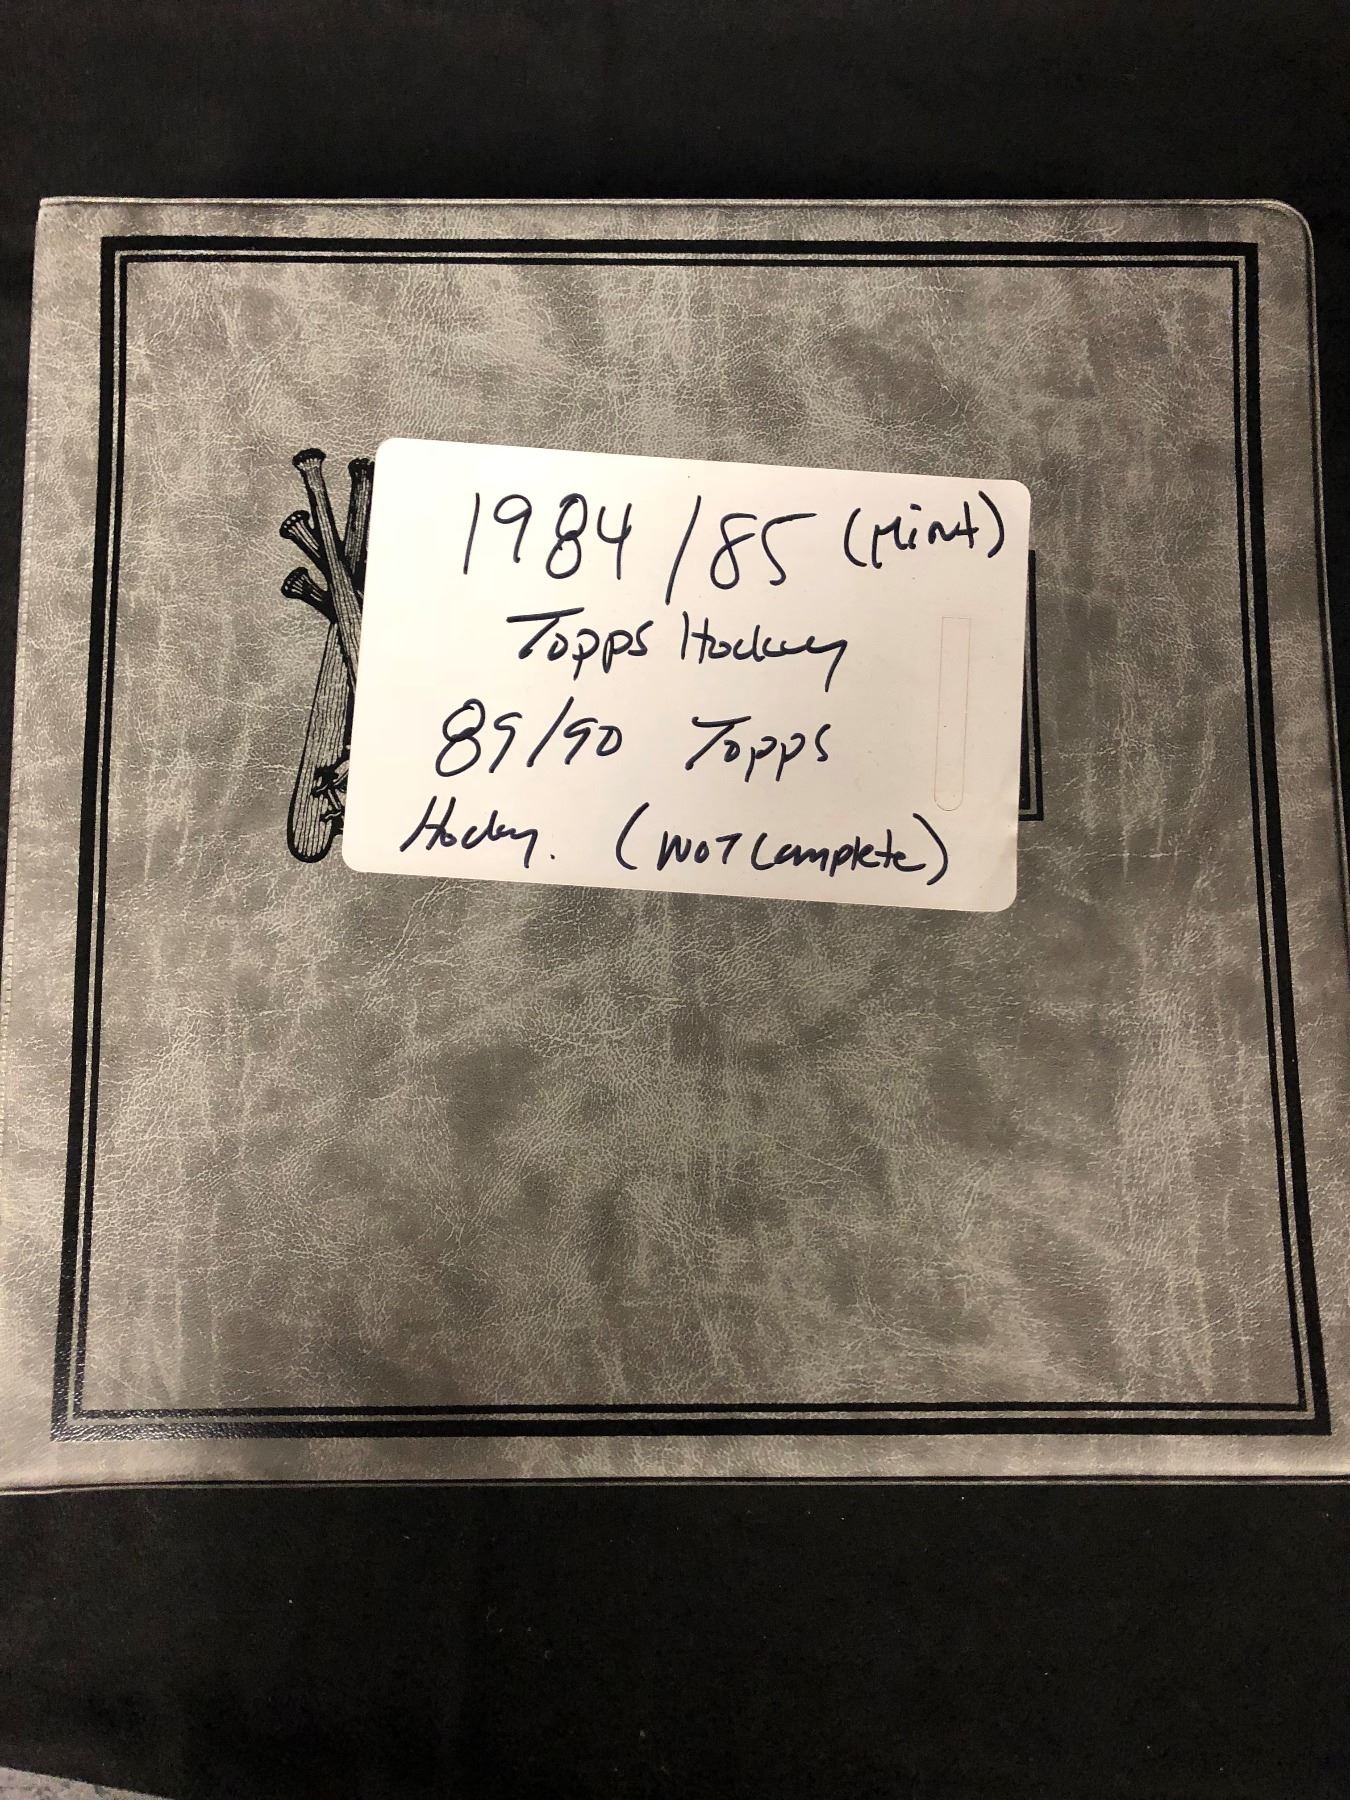 1984/85 (Mint)
Topps Hockey
89/90 Topps
Hockey. (NOT Complete)